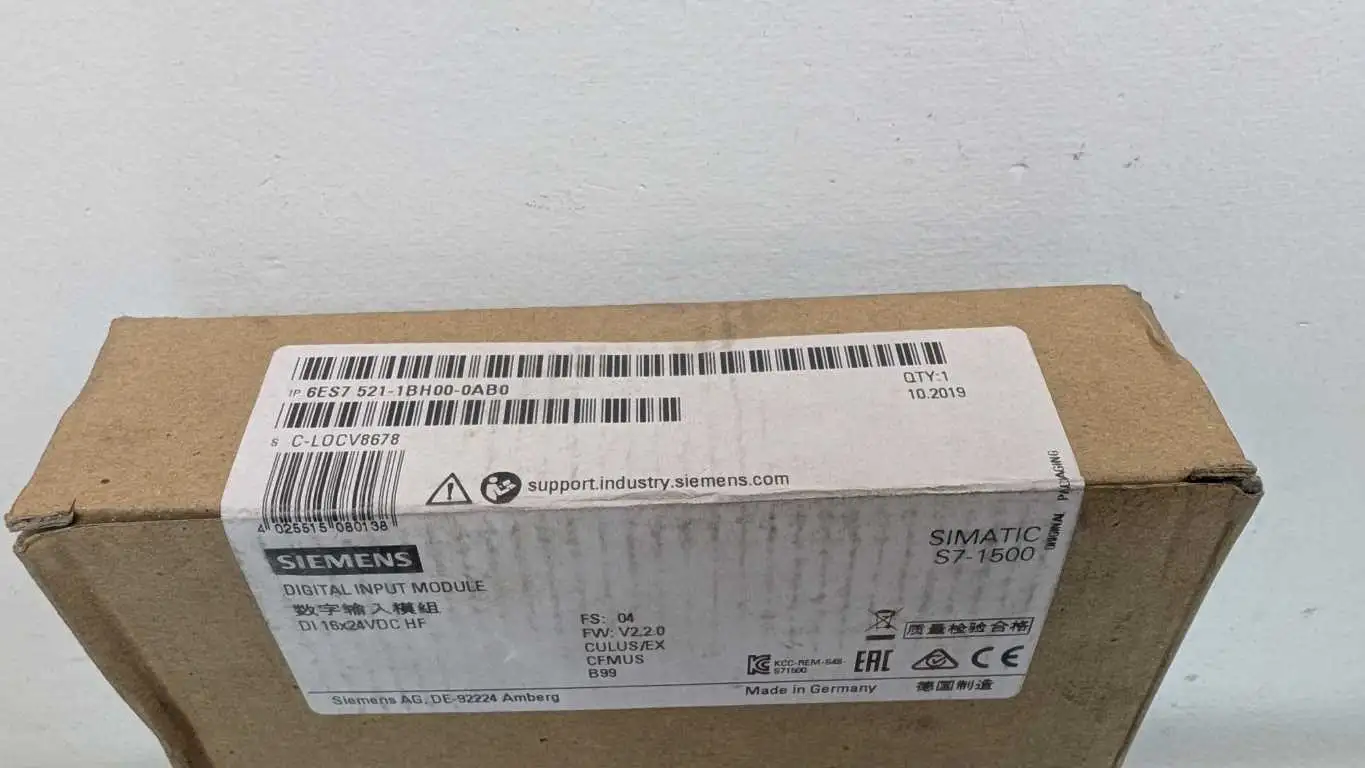 1P 6ES7 521-1BH00-0AB0
QTY:1
10.2019
S C-LOCV8678
4 025515 080138
support.industry.siemens.com
ORIGINAL PACKAGING
SIEMENS
SIMATIC
S7-1500
DIGITAL INPUT MODULE
数字输入模组
DI 16x24VDC HF
FS: 04
FW: V2.2.0
CULUS/EX
CFMUS
B99
质量检验合格
KCC-REM-S49-
S71500
EAC
CE
Siemens AG, DE-92224 Amberg
Made in Germany
德国制造